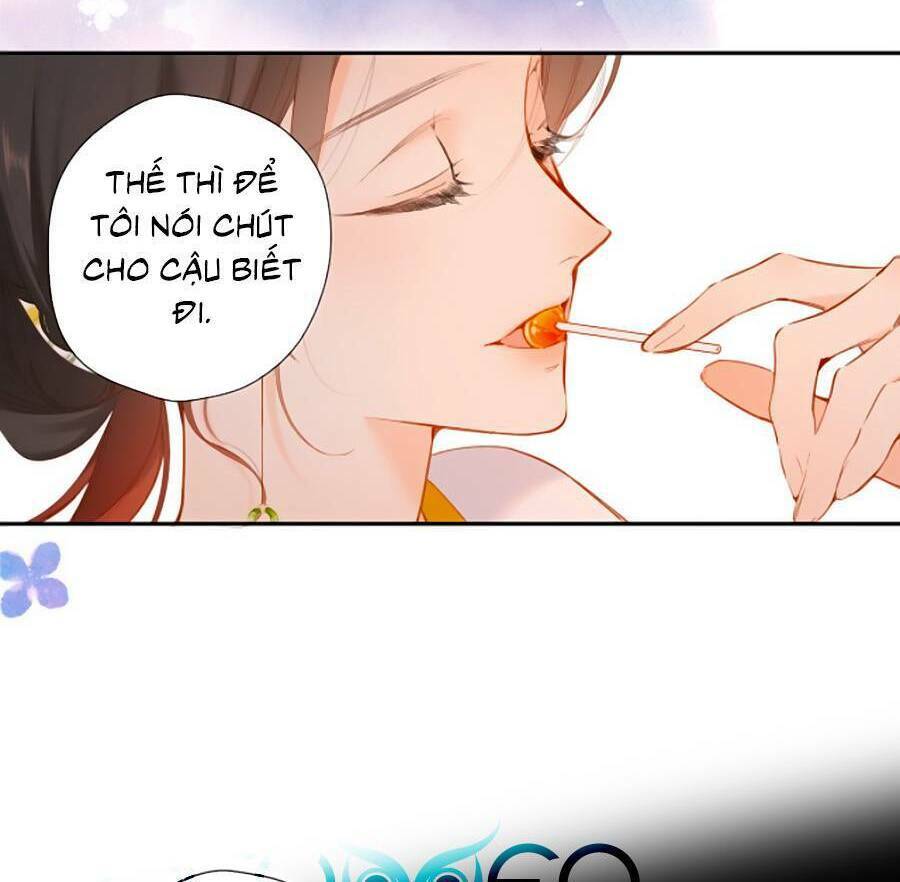 THẾ THÌ ĐỂ
TÔI NÓI CHÚT
CHO CẬU BIẾT
ĐI.